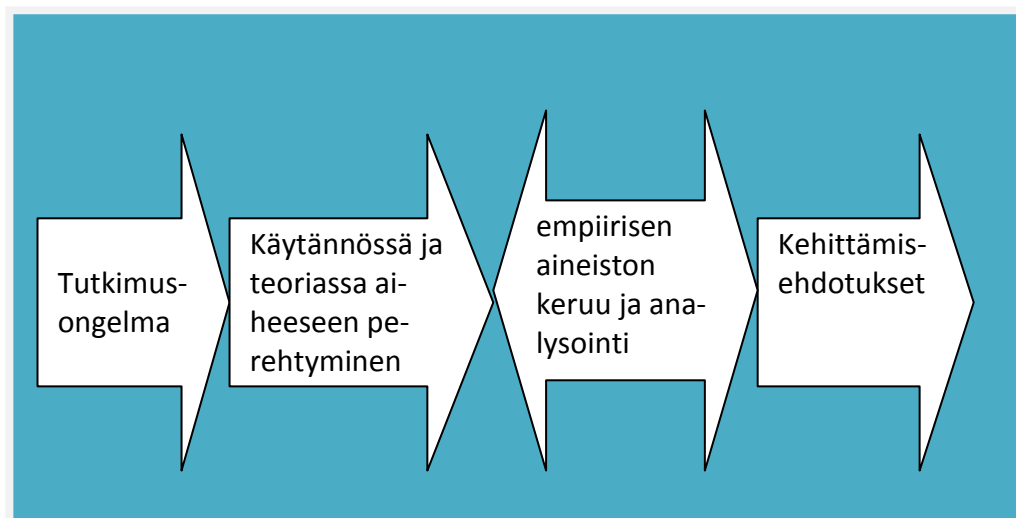 Tutkimus-
ongelma
Käytännössä ja
teoriassa ai-
heeseen pe-
rehtyminen
empiirisen
aineiston
keruu ja ana-
lysointi
Kehittämis-
ehdotukset